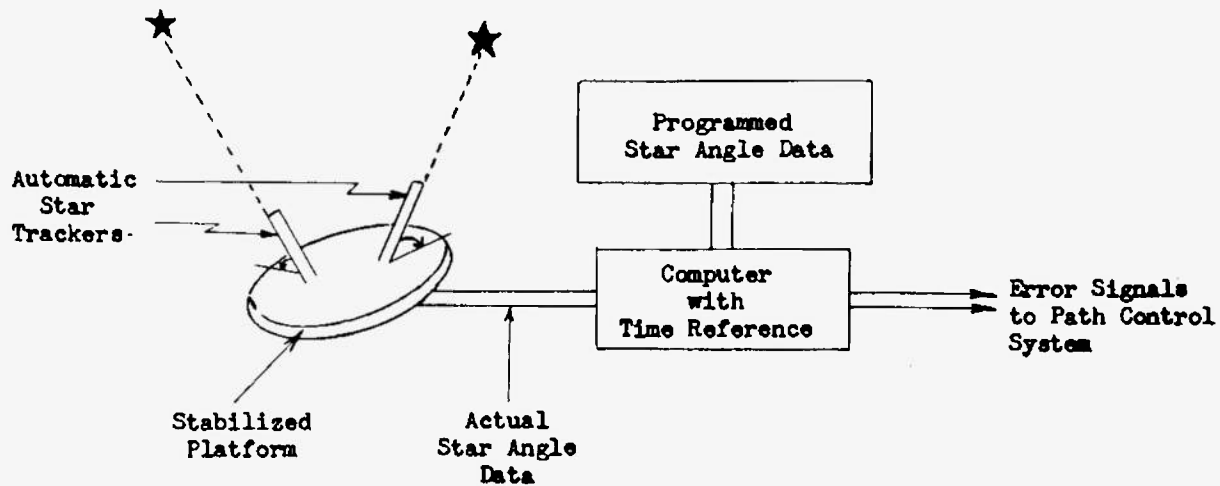 Programmed
Star Angle Data
Automatic
Star
Trackers-
Computer
with
Time Reference
Error Signals
to Path Control
System
Stabilized
Platform
Actual
Star Angle
Data